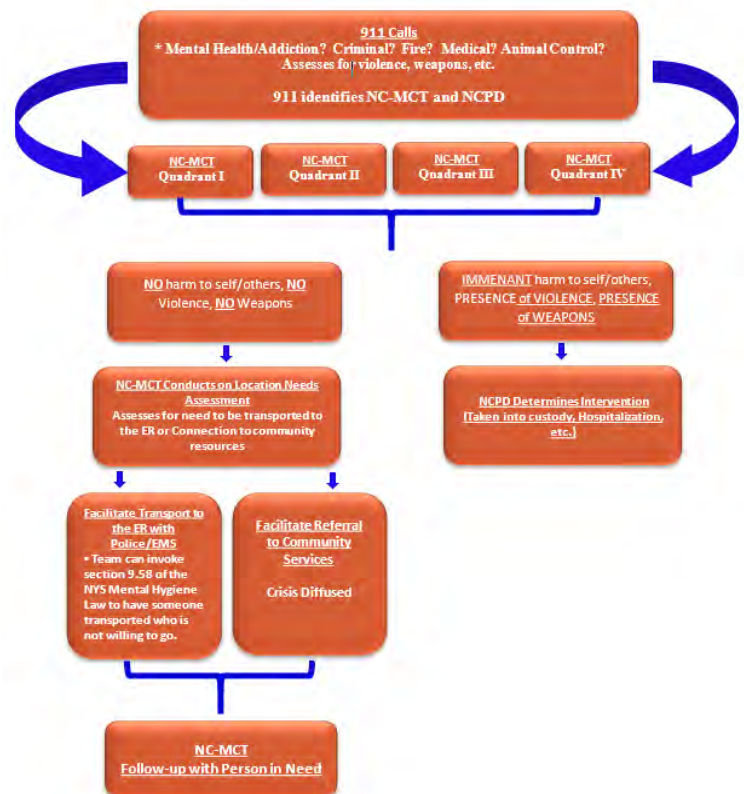 911 Calls
* Mental Health/Addiction? Criminal? Fire? Medical? Animal Control?
Assesses for violence, weapons, etc.
911 identifies NC-MCT and NCPD
NC-MCT
Quadrant I
NC-MCT
Quadrant II
NC-MCT
Quadrant III
NC-MCT
Quadrant IV
NO harm to self/others, NO
Violence, NO Weapons
IMMENANT harm to self/others,
PRESENCE of VIOLENCE, PRESENCE
of WEAPONS
NC-MCT Conducts on Location Needs
Assessment
Assesses for need to be transported to
the ER or Connection to community
resources
NCPD Determines Intervention
(Taken into custody, Hospitalization,
etc.)
Facilitate Transport to
the ER with
Police/EMS
* Team can invoke
section 9.58 of the
NYS Mental Hygiene
Law to have someone
transported who is
not willing to go.
Facilitate Referral
to Community
Services
Crisis Diffused
NC-MCT
Follow-up with Person in Need